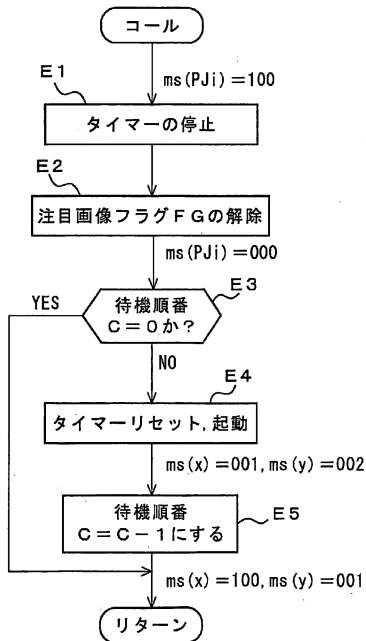 コール
E1
ms(PJi)=100
タイマーの停止
E2
注目画像フラグFGの解除
ms(PJi)=000
E3
待機順番
C=0か?
YES
NO
E4
タイマーリセット,起動
ms(x)=001,ms(y)=002
待機順番
C=C-1にする
E5
ms(x)=100,ms(y)=001
リターン